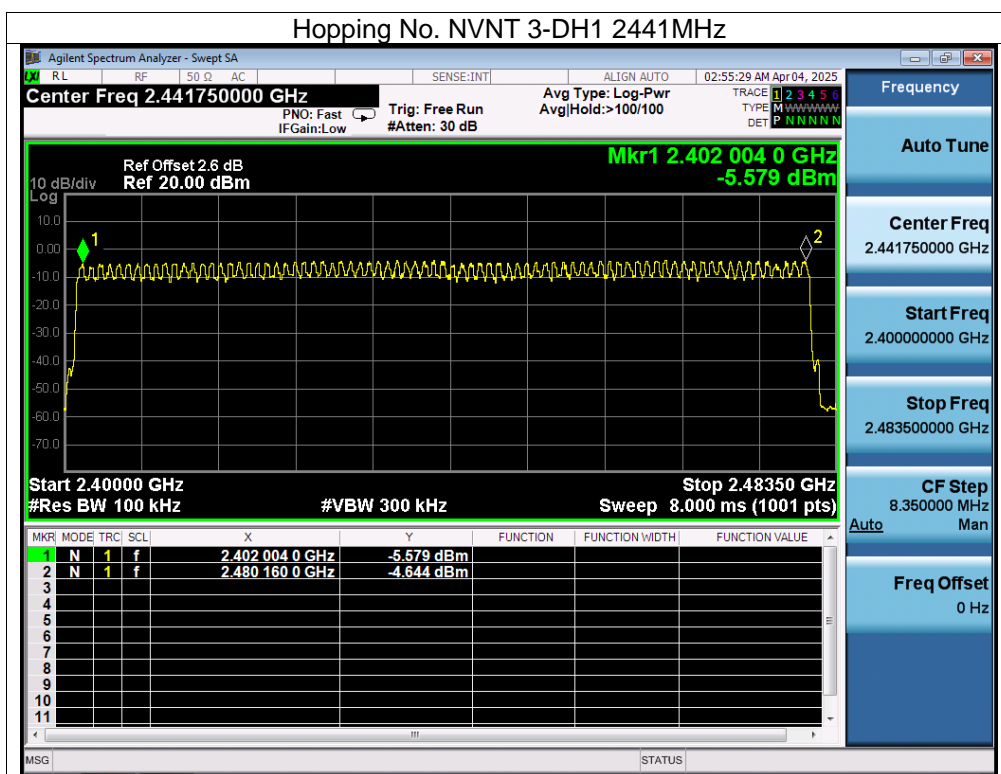 Hopping No. NVNT 3-DH1 2441MHz
Agilent Spectrum Analyzer - Swept SA
LXI RL RF 50 Ω AC SENSE:INT ALIGN AUTO 02:55:29 AM Apr 04, 2025
Center Freq 2.441750000 GHz
PNO: Fast
IFGain:Low
Trig: Free Run
#Atten: 30 dB
Avg Type: Log-Pwr
Avg|Hold:>100/100
TRACE 1 2 3 4 5 6
TYPE M WWWWW
DET P N N N N N
Frequency
Auto Tune
Center Freq
2.441750000 GHz
Start Freq
2.400000000 GHz
Stop Freq
2.483500000 GHz
CF Step
8.350000 MHz
Auto Man
Freq Offset
0 Hz
Mkr1 2.402 004 0 GHz
-5.579 dBm
Ref Offset 2.6 dB
10 dB/div Ref 20.00 dBm
Log
10.0
0.00
-10.0
-20.0
-30.0
-40.0
-50.0
-60.0
-70.0
1
2
Start 2.40000 GHz Stop 2.48350 GHz
#Res BW 100 kHz #VBW 300 kHz Sweep 8.000 ms (1001 pts)
MKR MODE TRC SCL X Y FUNCTION FUNCTION WIDTH FUNCTION VALUE
1 N 1 f 2.402 004 0 GHz -5.579 dBm
2 N 1 f 2.480 160 0 GHz -4.644 dBm
3
4
5
6
7
8
9
10
11
MSG STATUS